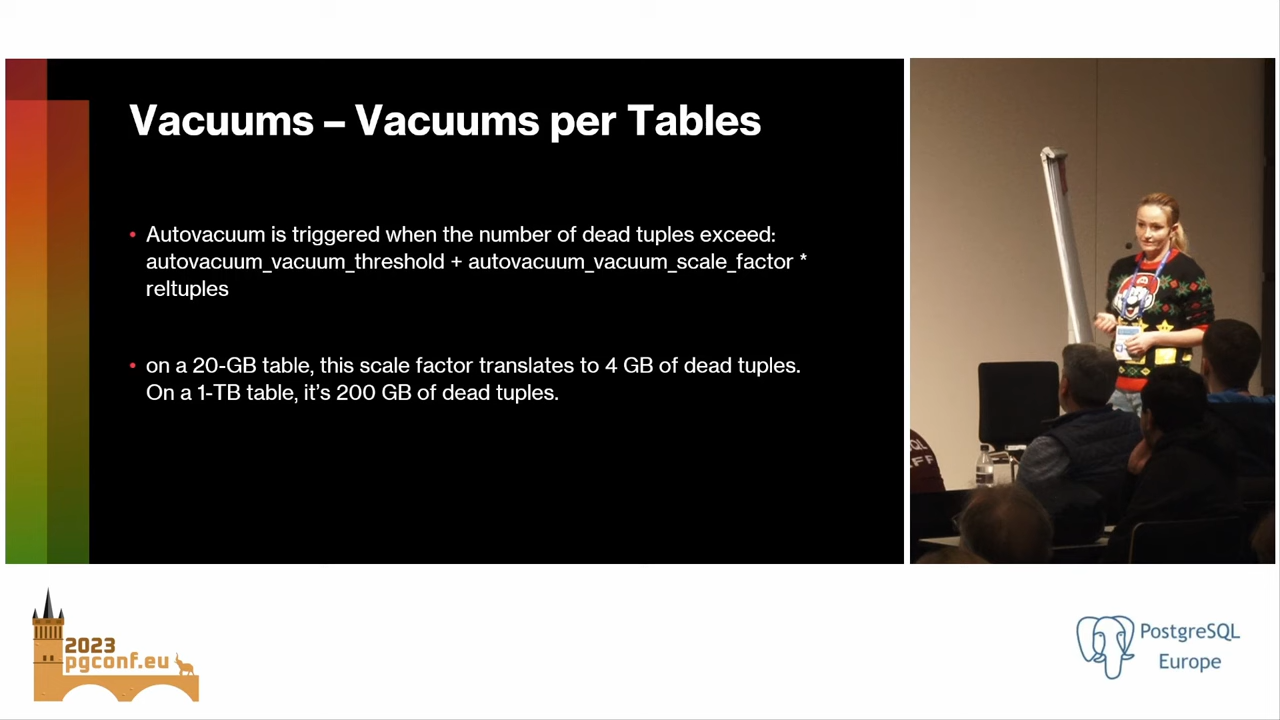 Vacuums – Vacuums per Tables
• Autovacuum is triggered when the number of dead tuples exceed:
autovacuum_vacuum_threshold + autovacuum_vacuum_scale_factor *
reltuples
• on a 20-GB table, this scale factor translates to 4 GB of dead tuples.
On a 1-TB table, it’s 200 GB of dead tuples.
2023
pgconf.eu
PostgreSQL
Europe